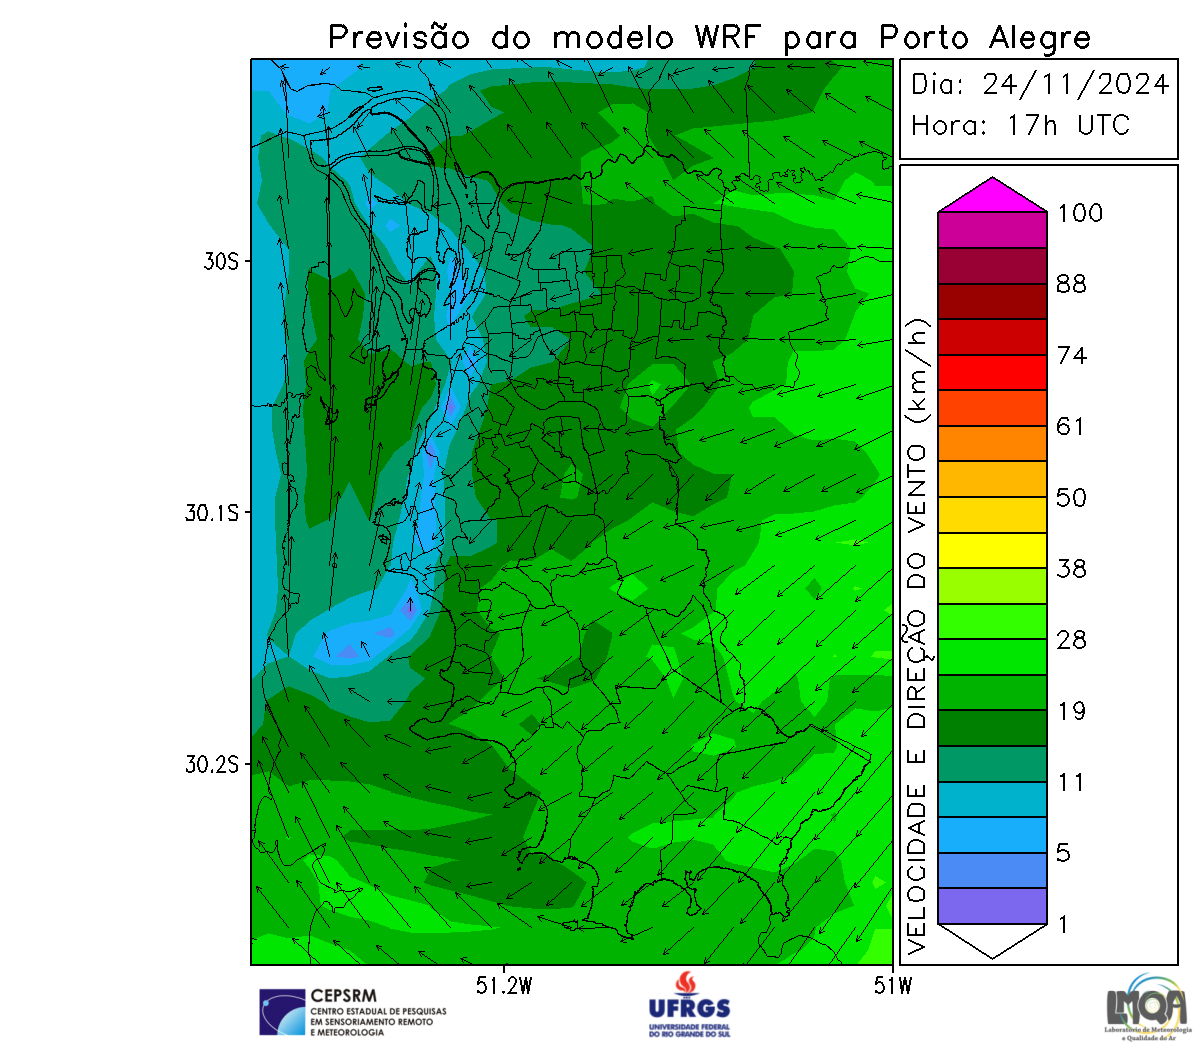 Previsão do modelo WRF para Porto Alegre
Dia: 24/11/2024
Hora: 17h UTC
30S
30.1S
30.2S
51.2W
51W
VELOCIDADE E DIREÇÃO DO VENTO (km/h)
100
88
74
61
50
38
28
19
11
5
1
CEPSRM
CENTRO ESTADUAL DE PESQUISAS
EM SENSORIAMENTO REMOTO
E METEOROLOGIA
UFRGS
UNIVERSIDADE FEDERAL
DO RIO GRANDE DO SUL
LMQA
Laboratório de Meteorologia
e Qualidade do Ar